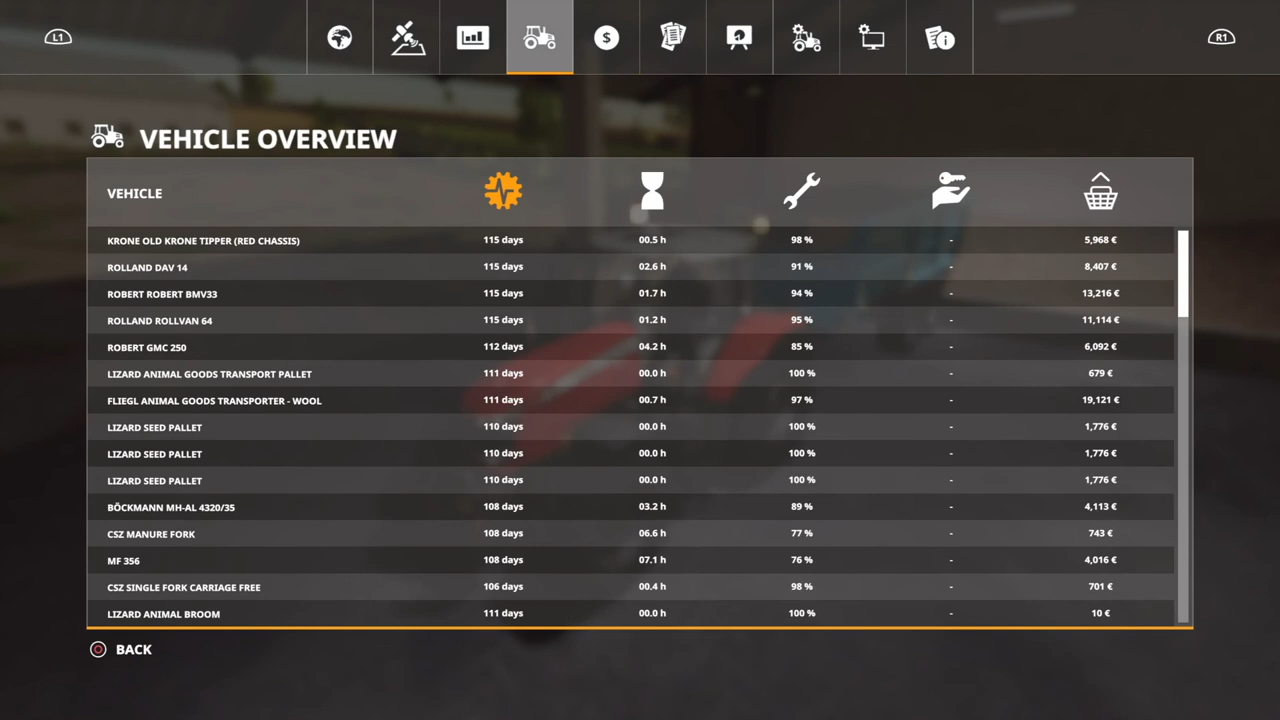 L1
$
R1
VEHICLE OVERVIEW
VEHICLE
KRONE OLD KRONE TIPPER (RED CHASSIS) 115 days 00.5 h 98 % - 5,968 €
ROLLAND DAV 14 115 days 02.6 h 91 % - 8,407 €
ROBERT ROBERT BMV33 115 days 01.7 h 94 % - 13,216 €
ROLLAND ROLLVAN 64 115 days 01.2 h 95 % - 11,114 €
ROBERT GMC 250 112 days 04.2 h 85 % - 6,092 €
LIZARD ANIMAL GOODS TRANSPORT PALLET 111 days 00.0 h 100 % - 679 €
FLIEGL ANIMAL GOODS TRANSPORTER - WOOL 111 days 00.7 h 97 % - 19,121 €
LIZARD SEED PALLET 110 days 00.0 h 100 % - 1,776 €
LIZARD SEED PALLET 110 days 00.0 h 100 % - 1,776 €
LIZARD SEED PALLET 110 days 00.0 h 100 % - 1,776 €
BÖCKMANN MH-AL 4320/35 108 days 03.2 h 89 % - 4,113 €
CSZ MANURE FORK 108 days 06.6 h 77 % - 743 €
MF 356 108 days 07.1 h 76 % - 4,016 €
CSZ SINGLE FORK CARRIAGE FREE 106 days 00.4 h 98 % - 701 €
LIZARD ANIMAL BROOM 111 days 00.0 h 100 % - 10 €
BACK